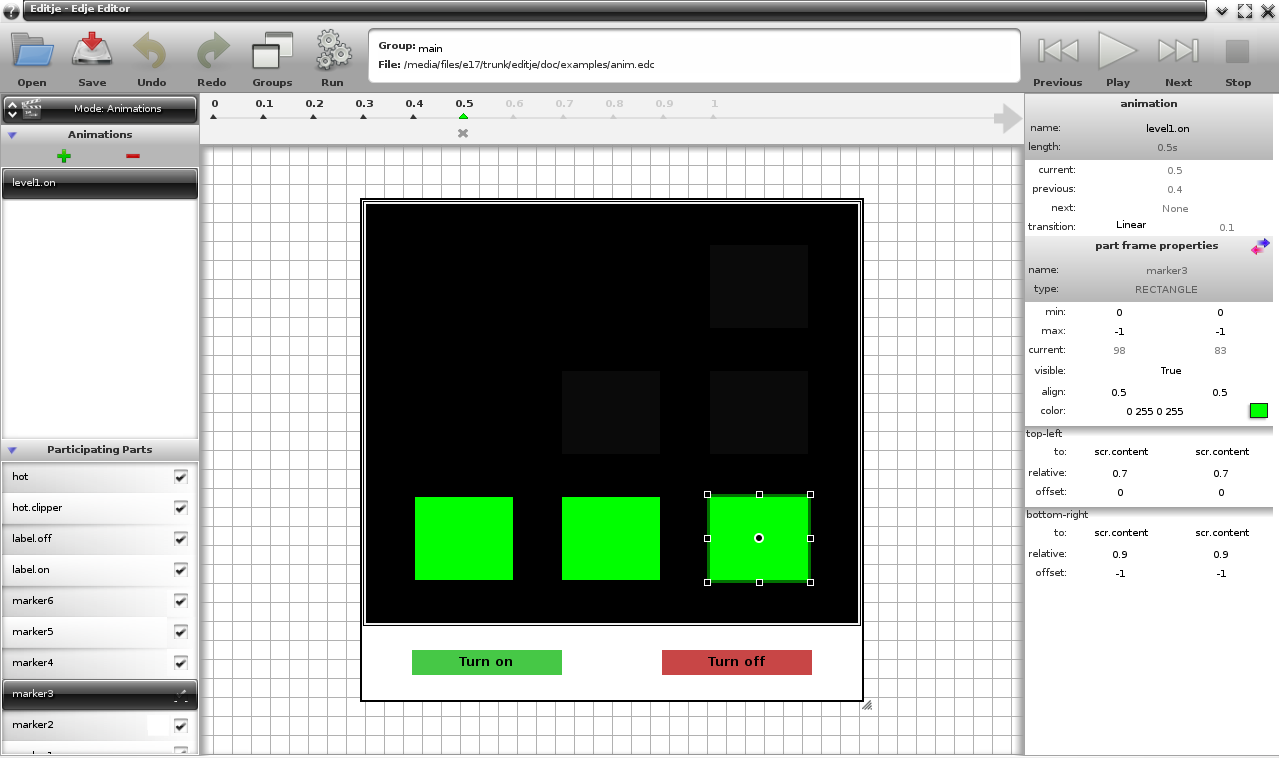 Editje - Edje Editor
Open Save Undo Redo Groups Run
Group: main
File: /media/files/e17/trunk/editje/doc/examples/anim.edc
Previous Play Next Stop
Mode: Animations
Animations
level1.on
Participating Parts
hot
hot.clipper
label.off
label.on
marker6
marker5
marker4
marker3
marker2
0 0.1 0.2 0.3 0.4 0.5 0.6 0.7 0.8 0.9 1
Turn on Turn off
animation
name: level1.on
length: 0.5s
current: 0.5
previous: 0.4
next: None
transition: Linear 0.1
part frame properties
name: marker3
type: RECTANGLE
min: 0 0
max: -1 -1
current: 98 83
visible: True
align: 0.5 0.5
color: 0 255 0 255
top-left
to: scr.content scr.content
relative: 0.7 0.7
offset: 0 0
bottom-right
to: scr.content scr.content
relative: 0.9 0.9
offset: -1 -1